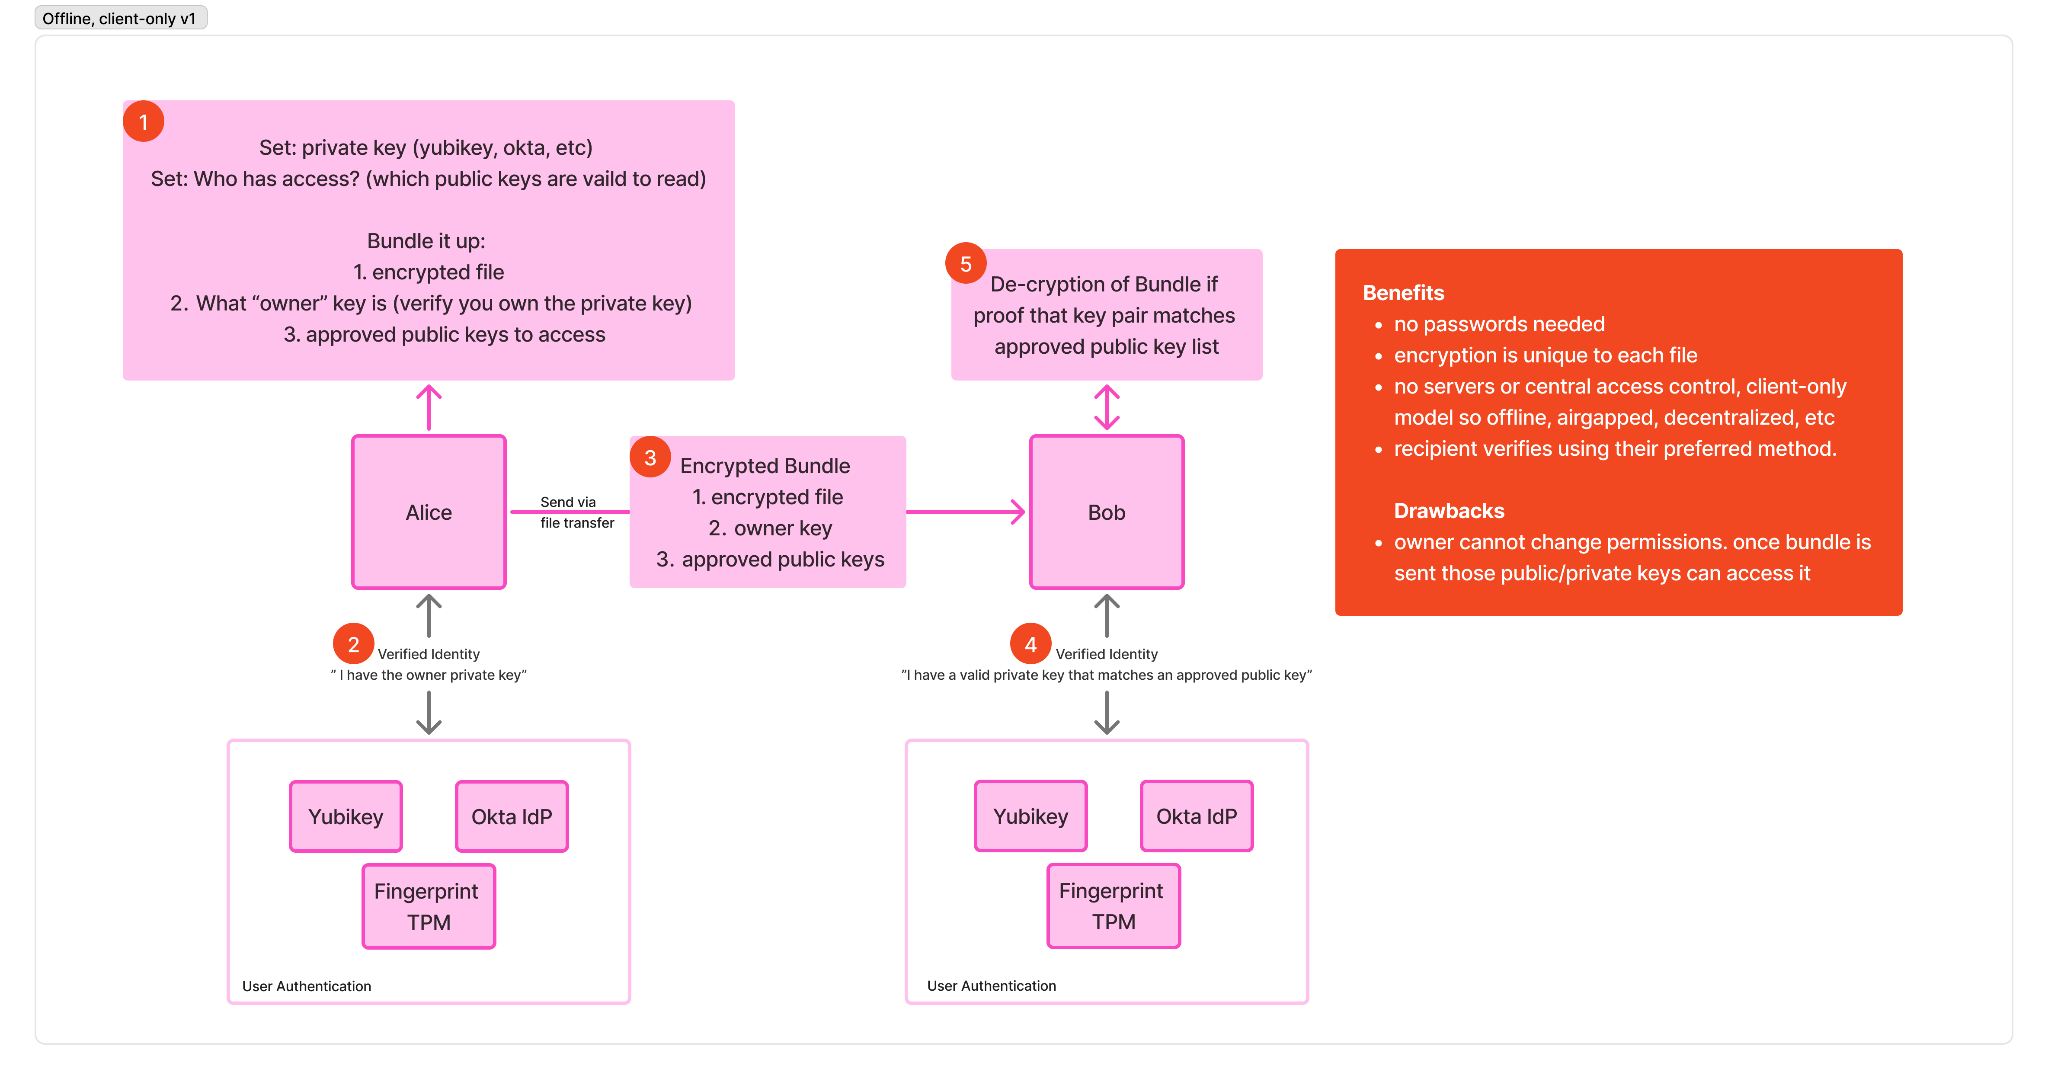 Offline, client-only v1
1
Set: private key (yubikey, okta, etc)
Set: Who has access? (which public keys are vaild to read)
Bundle it up:
1. encrypted file
2. What “owner” key is (verify you own the private key)
3. approved public keys to access
5
De-cryption of Bundle if
proof that key pair matches
approved public key list
Benefits
• no passwords needed
• encryption is unique to each file
• no servers or central access control, client-only
model so offline, airgapped, decentralized, etc
• recipient verifies using their preferred method.
Drawbacks
• owner cannot change permissions. once bundle is
sent those public/private keys can access it
Alice
Send via
file transfer
3
Encrypted Bundle
1. encrypted file
2. owner key
3. approved public keys
Bob
2
Verified Identity
” I have the owner private key”
4
Verified Identity
”I have a valid private key that matches an approved public key”
Yubikey
Okta IdP
Fingerprint
TPM
User Authentication
Yubikey
Okta IdP
Fingerprint
TPM
User Authentication